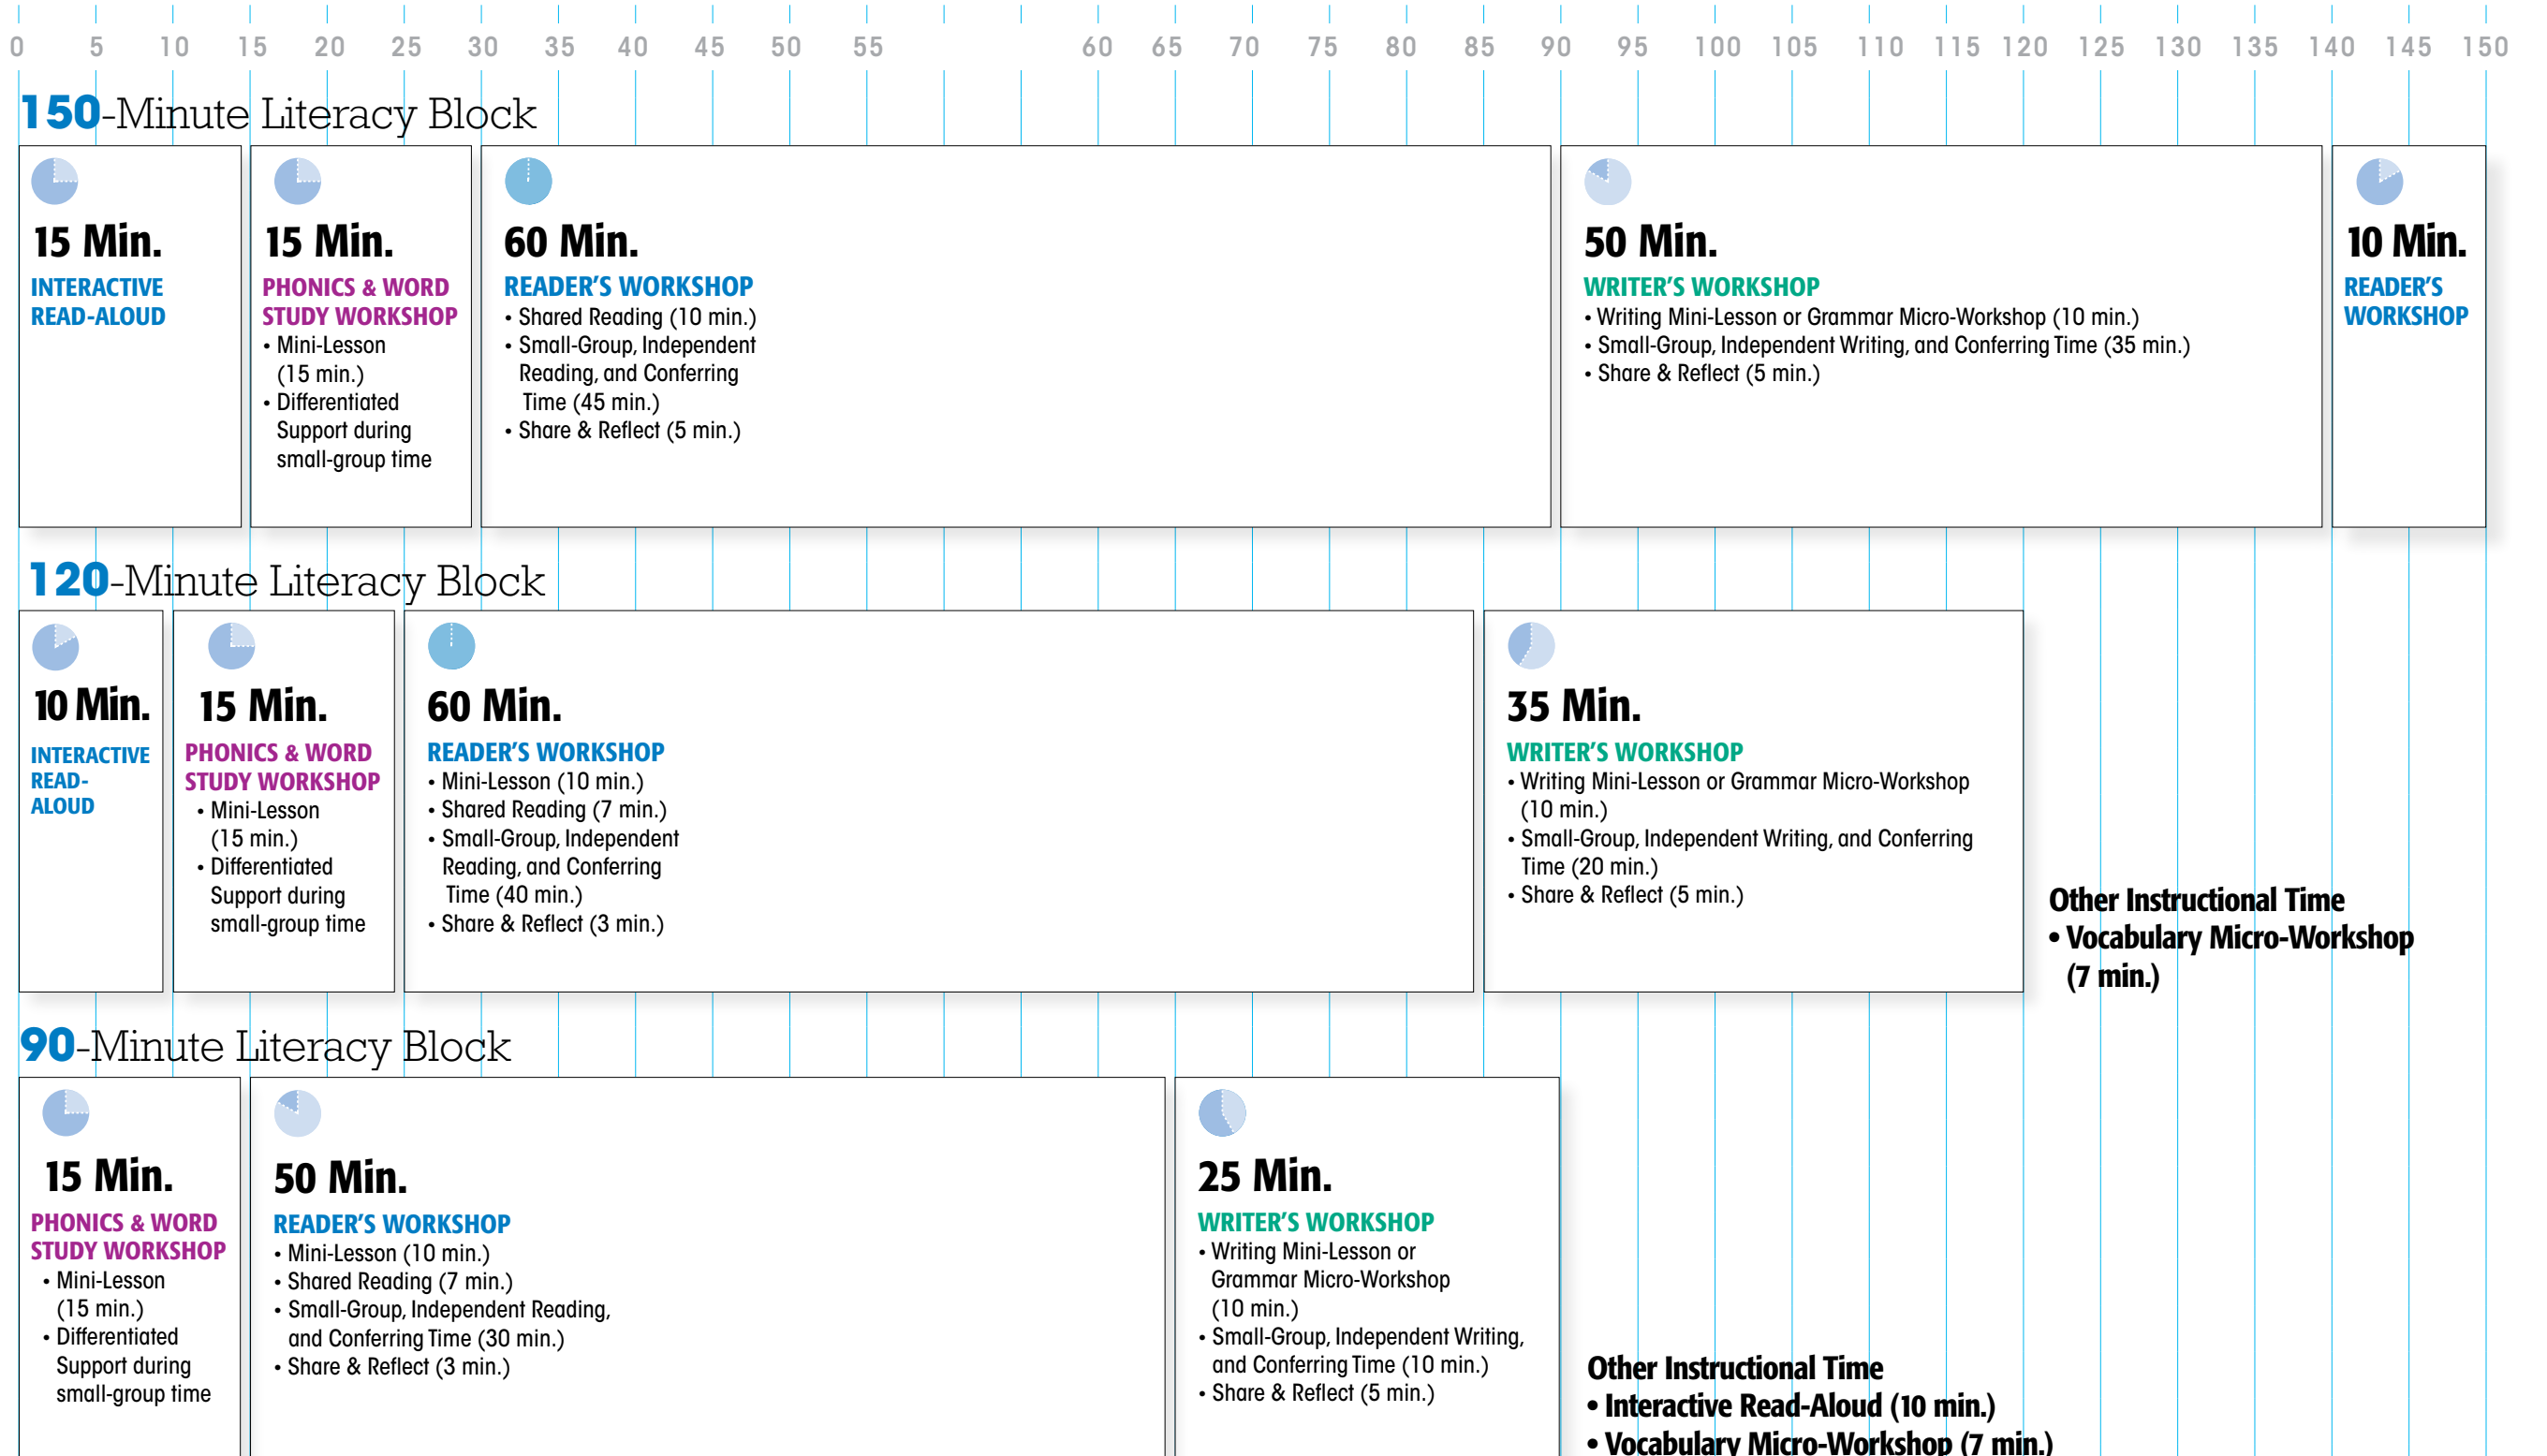 0 5 10 15 20 25 30 35 40 45 50 55 60 65 70 75 80 85 90 95 100 105 110 115 120 125 130 135 140 145 150
150-Minute Literacy Block
15 Min.
INTERACTIVE
READ-ALOUD
15 Min.
PHONICS & WORD
STUDY WORKSHOP
• Mini-Lesson
(15 min.)
• Differentiated
Support during
small-group time
60 Min.
READER'S WORKSHOP
• Shared Reading (10 min.)
• Small-Group, Independent
Reading, and Conferring
Time (45 min.)
• Share & Reflect (5 min.)
50 Min.
WRITER'S WORKSHOP
• Writing Mini-Lesson or Grammar Micro-Workshop (10 min.)
• Small-Group, Independent Writing, and Conferring Time (35 min.)
• Share & Reflect (5 min.)
10 Min.
READER'S
WORKSHOP
120-Minute Literacy Block
10 Min.
INTERACTIVE
READ-
ALOUD
15 Min.
PHONICS & WORD
STUDY WORKSHOP
• Mini-Lesson
(15 min.)
• Differentiated
Support during
small-group time
60 Min.
READER'S WORKSHOP
• Mini-Lesson (10 min.)
• Shared Reading (7 min.)
• Small-Group, Independent
Reading, and Conferring
Time (40 min.)
• Share & Reflect (3 min.)
35 Min.
WRITER'S WORKSHOP
• Writing Mini-Lesson or Grammar Micro-Workshop
(10 min.)
• Small-Group, Independent Writing, and Conferring
Time (20 min.)
• Share & Reflect (5 min.)
Other Instructional Time
• Vocabulary Micro-Workshop
(7 min.)
90-Minute Literacy Block
15 Min.
PHONICS & WORD
STUDY WORKSHOP
• Mini-Lesson
(15 min.)
• Differentiated
Support during
small-group time
50 Min.
READER'S WORKSHOP
• Mini-Lesson (10 min.)
• Shared Reading (7 min.)
• Small-Group, Independent Reading,
and Conferring Time (30 min.)
• Share & Reflect (3 min.)
25 Min.
WRITER'S WORKSHOP
• Writing Mini-Lesson or
Grammar Micro-Workshop
(10 min.)
• Small-Group, Independent Writing,
and Conferring Time (10 min.)
• Share & Reflect (5 min.)
Other Instructional Time
• Interactive Read-Aloud (10 min.)
• Vocabulary Micro-Workshop (7 min.)